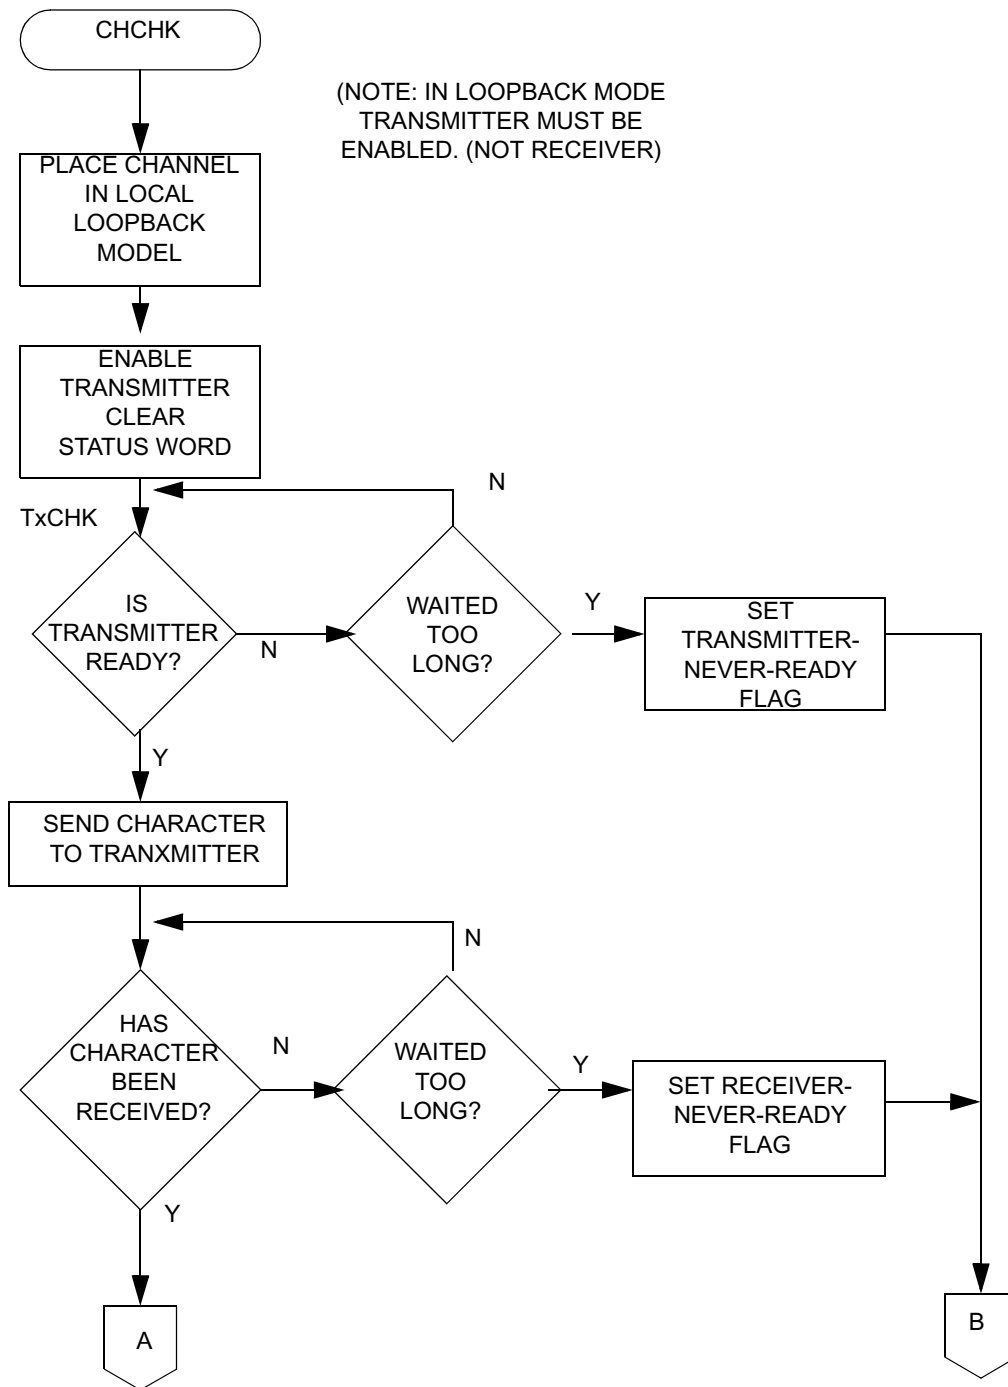 CHCHK
(NOTE: IN LOOPBACK MODE
TRANSMITTER MUST BE
ENABLED. (NOT RECEIVER)
PLACE CHANNEL
IN LOCAL
LOOPBACK
MODEL
ENABLE
TRANSMITTER
CLEAR
STATUS WORD
N
TxCHK
IS
TRANSMITTER
READY?
N
WAITED
TOO
LONG?
Y
SET
TRANSMITTER-
NEVER-READY
FLAG
Y
SEND CHARACTER
TO TRANXMITTER
N
HAS
CHARACTER
BEEN
RECEIVED?
N
WAITED
TOO
LONG?
Y
SET RECEIVER-
NEVER-READY
FLAG
Y
A
B